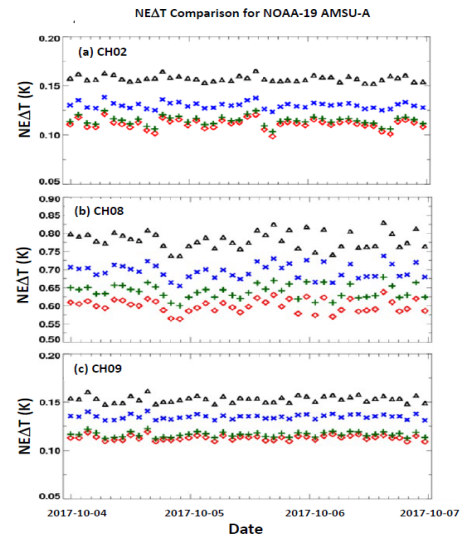 NEΔT Comparison for NOAA-19 AMSU-A
(a) CH02
NEΔT (K)
0.20
0.15
0.10
0.05
(b) CH08
NEΔT (K)
0.90
0.85
0.80
0.75
0.70
0.65
0.60
0.55
0.50
(c) CH09
NEΔT (K)
0.20
0.15
0.10
0.05
2017-10-04
2017-10-05
2017-10-06
2017-10-07
Date